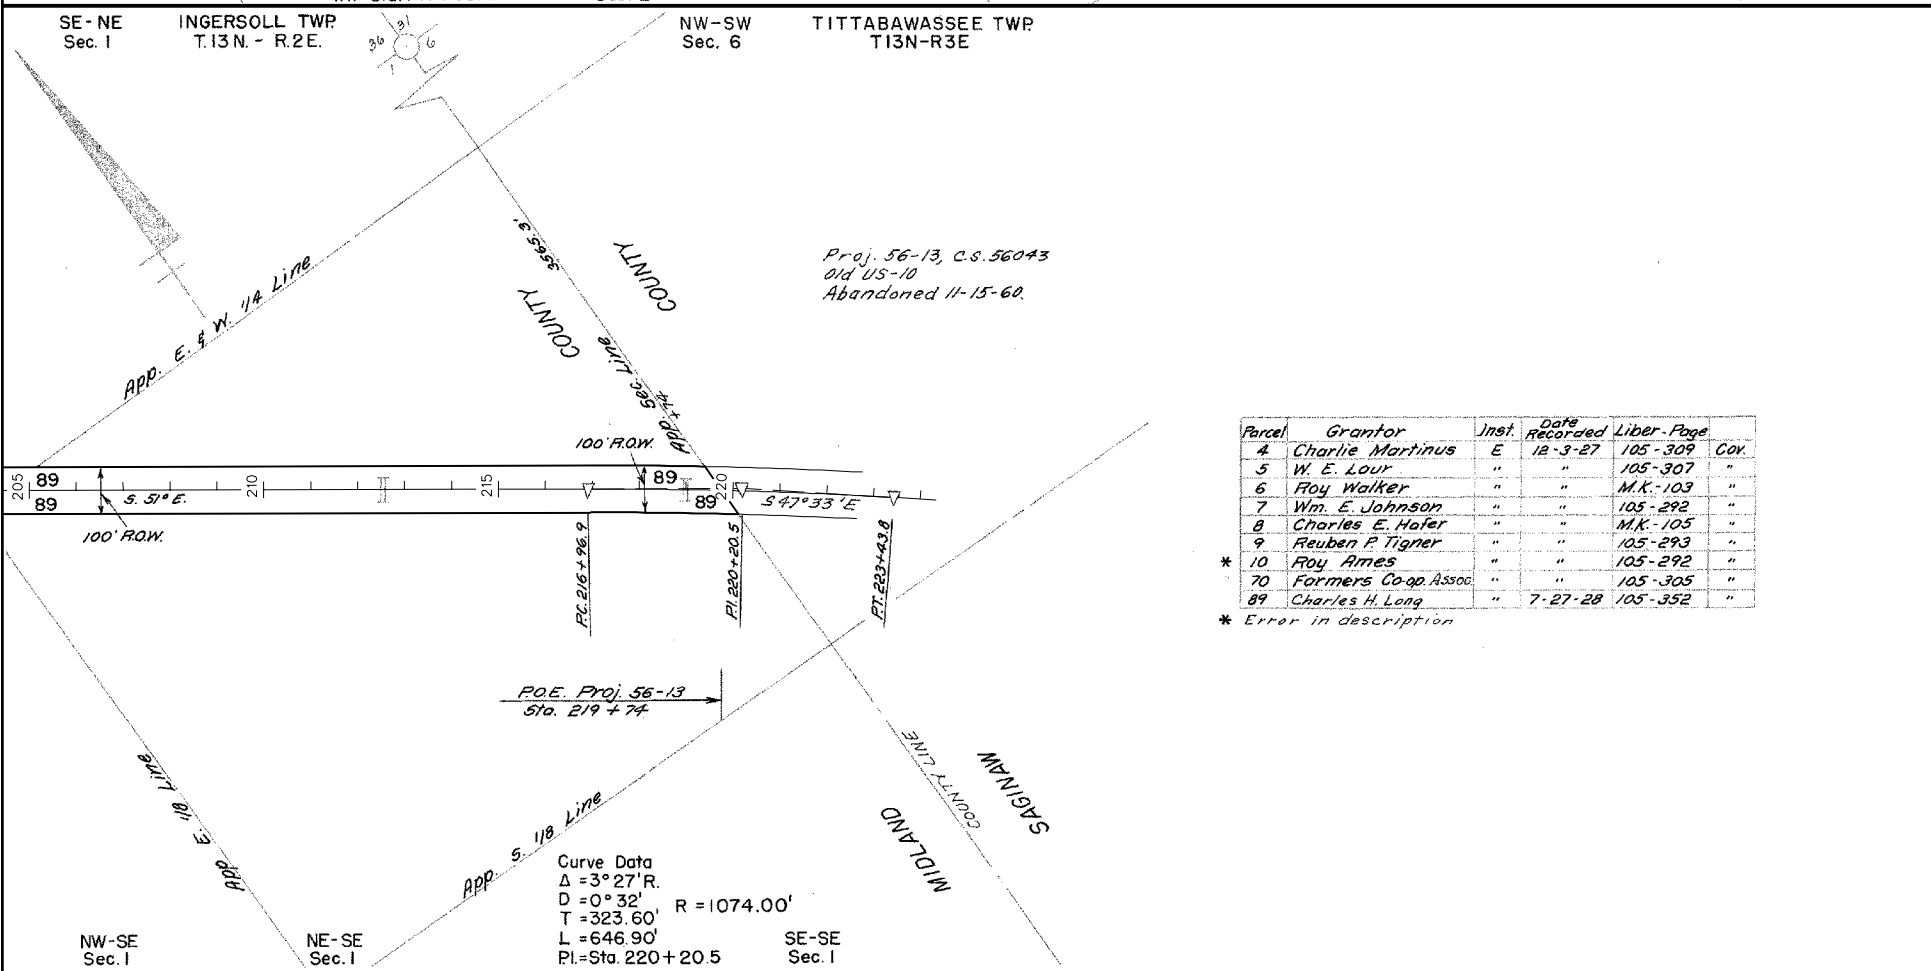 SE-NE
Sec. 1
INGERSOLL TWP.
T.13 N. - R.2 E.
36
31
6
1
NW-SW
Sec. 6
TITTABAWASSEE TWP.
T13N-R3E
App. E. & W. 1/4 Line
3565.3'
COUNTY
COUNTY
App Sec. Line
+74
Proj. 56-13, C.S. 56043
Old US-10
Abandoned 11-15-60.
100' R.O.W.
205
89
89
S. 51° E.
210
215
89
89
220
S 47° 33' E
100' R.O.W.
P.C. 216+96.9
P.I. 220+20.5
P.T. 223+43.8
P.O.E. Proj. 56-13
Sta. 219 + 74
App E. 1/8 Line
App. S. 1/8 Line
COUNTY LINE
MIDLAND
SAGINAW
Curve Data
Δ = 3° 27' R.
D = 0° 32'
R = 1074.00'
T = 323.60'
L = 646.90'
P.I.=Sta. 220+20.5
NW-SE
Sec. 1
NE-SE
Sec. 1
SE-SE
Sec. 1
Parcel Grantor Inst. Date Recorded Liber-Page
4 Charlie Martinus E 12-3-27 105-309 Cov.
5 W. E. Lour " " 105-307 "
6 Roy Walker " " M.K.-103 "
7 Wm. E. Johnson " " 105-292 "
8 Charles E. Hafer " " M.K.-105 "
9 Reuben P. Tigner " " 105-293 "
* 10 Roy Ames " " 105-292 "
70 Farmers Co-op. Assoc. " " 105-305 "
89 Charles H. Long " 7-27-28 105-352 "
* Error in description